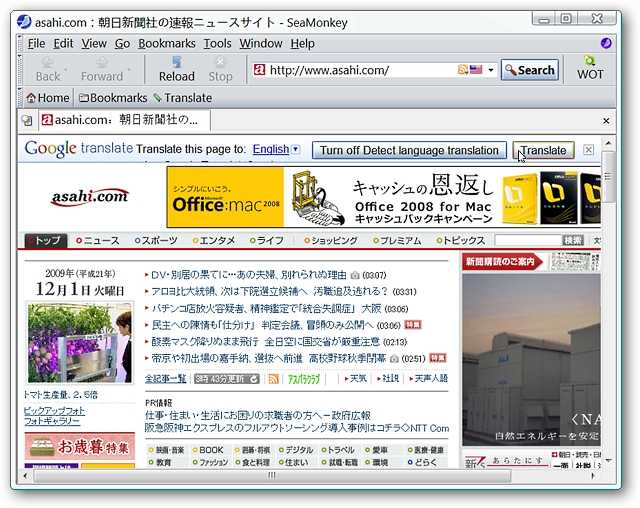 asahi.com：朝日新聞社の速報ニュースサイト - SeaMonkey
File Edit View Go Bookmarks Tools Window Help
Back Forward Reload Stop http://www.asahi.com/ Search WOT
Home Bookmarks Translate
asahi.com：朝日新聞社の...
Google translate Translate this page to: English Turn off Detect language translation Translate
asahi.com
シンプルにいこう。
Office:mac 2008
キャッシュの恩返し
Office 2008 for Mac
キャッシュバックキャンペーン
トップ ニュース スポーツ エンタメ ライフ ショッピング プレミアム トピックス 検索
新聞購読のご案内
2009年(平成21年)
12月1日 火曜日
トマト生産量、2.5倍
ピックアップフォト
フォトギャラリー
お歳暮特集
DV・別居の果てに…あの夫婦、別れられぬ理由 (03:07)
アロヨ比大統領、次は下院選立候補へ 汚職追及逃れる? (03:31)
パチンコ店放火容疑者、精神鑑定で「統合失調症」 大阪 (03:06)
民主への陳情も「仕分け」 判定会議、冒頭のみ公開へ (03:06) 特集
酸素マスク降りぬまま飛行 全日空に国交省が厳重注意 (02:13)
帝京や初出場の嘉手納、選抜へ前進 高校野球秋季閉幕 (02:51) 特集
全記事一覧 3時43分更新 アスパラクラブ 天気 社説 天声人語
PR情報
仕事・住まい・生活にお困りの求職者の方へ－政府広報
阪急阪神エクスプレスのフルアウトソーシング導入事例はコチラ◇NTT Com
映画・音楽 BOOK 囲碁・将棋 デジタル トラベル 愛車 医療・健康
教育 ファッション 食と料理 住まい 就職・転職 環境 どらく
<NA
自然エネルギーを安定
あらたにす
朝日・日経・読売
一面 社説